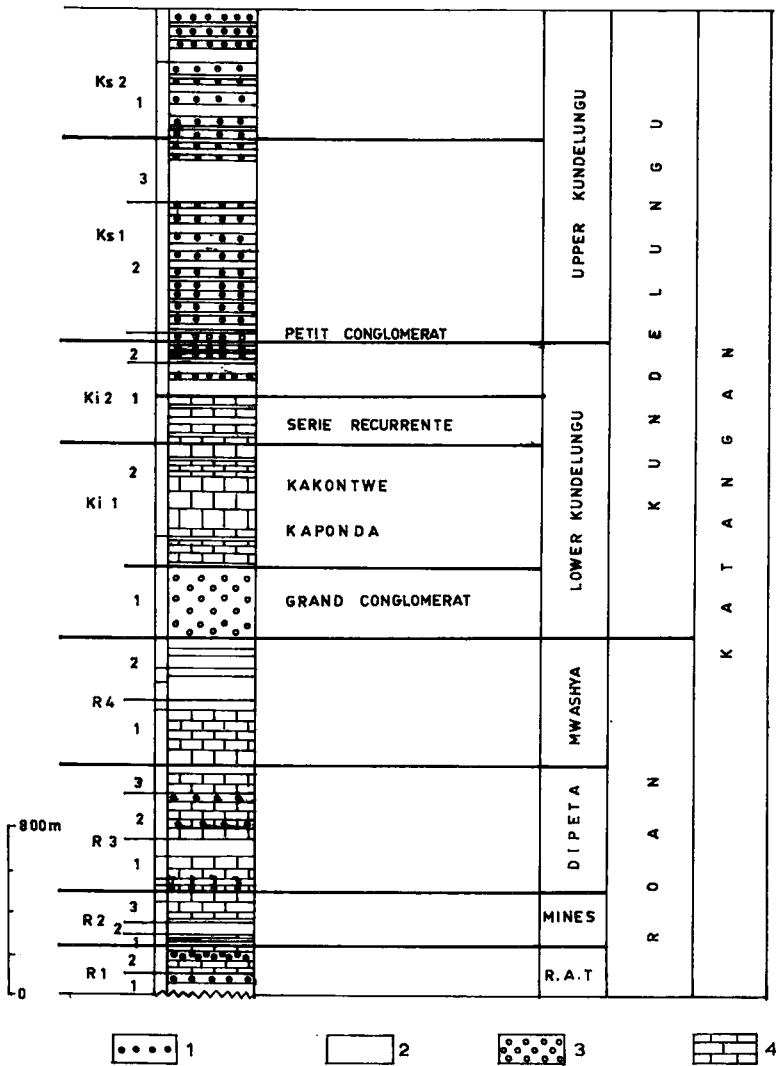 Ks 2
1
3
Ks 1
2
PETIT CONGLOMERAT
2
Ki 2
1
SERIE RECURRENTE
2
Ki 1
KAKONTWE
KAPONDA
1
GRAND CONGLOMERAT
2
R 4
1
3
2
R 3
1
3
R 2
2
1
2
R 1
1
UPPER KUNDELUNGU
LOWER KUNDELUNGU
MWASHYA
DIPETA
MINES
R.A.T
KUNDELUNGU
ROAN
KATANGAN
800m
0
1
2
3
4